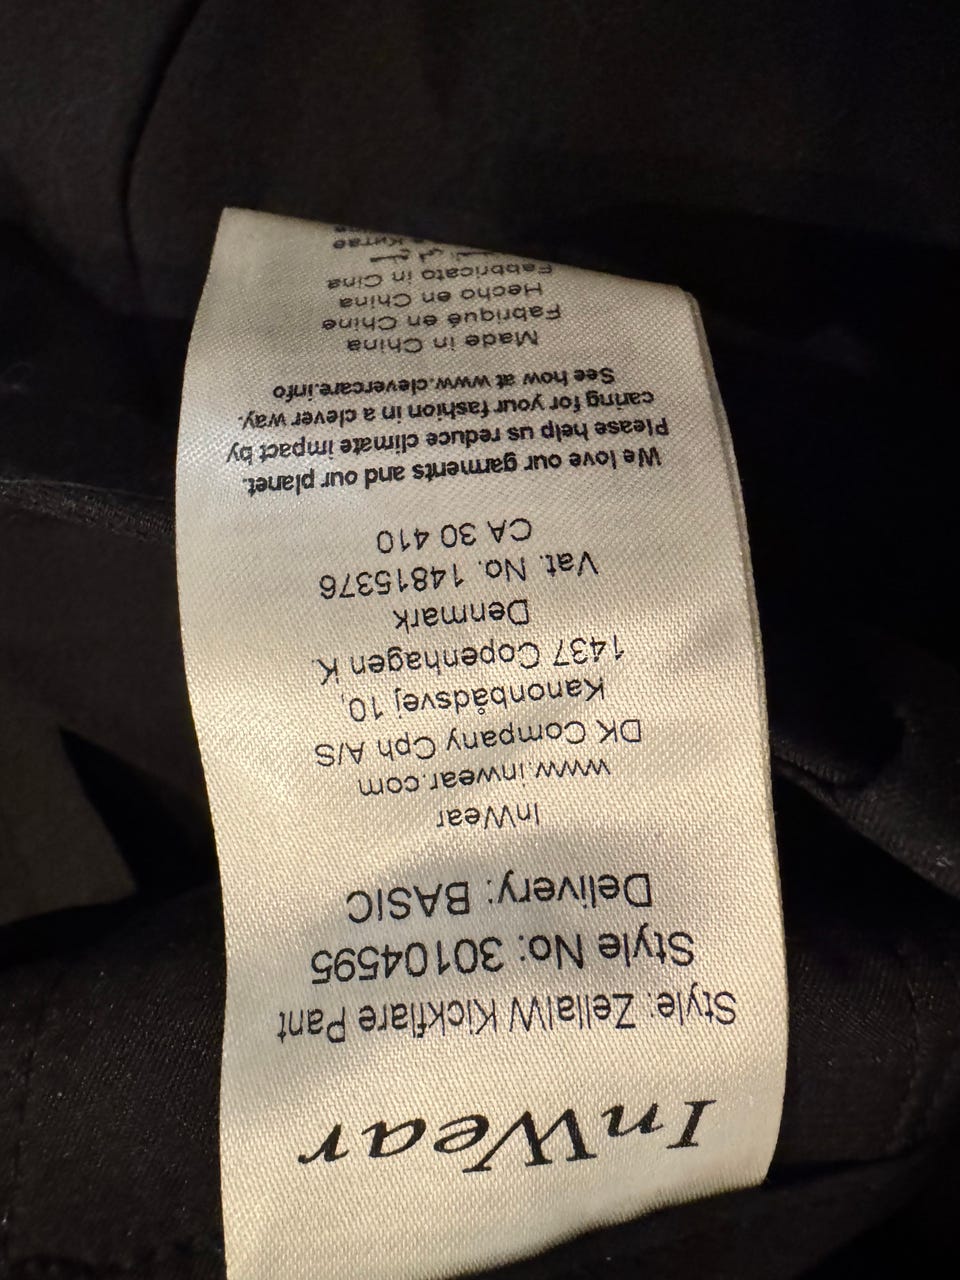 InWear
Style: ZellaIW Kickflare Pant
Style No: 30104595
Delivery: BASIC
InWear
www.inwear.com
DK Company Cph A/S
Kanonbådsvej 10,
1437 Copenhagen K.
Denmark
Vat. No. 14815376
CA 30 410
We love our garments and our planet.
Please help us reduce climate impact by
caring for your fashion in a clever way.
See how at www.clevercare.info
Made in China
Fabriqué en Chine
Hecho en China
Fabricato in Cina